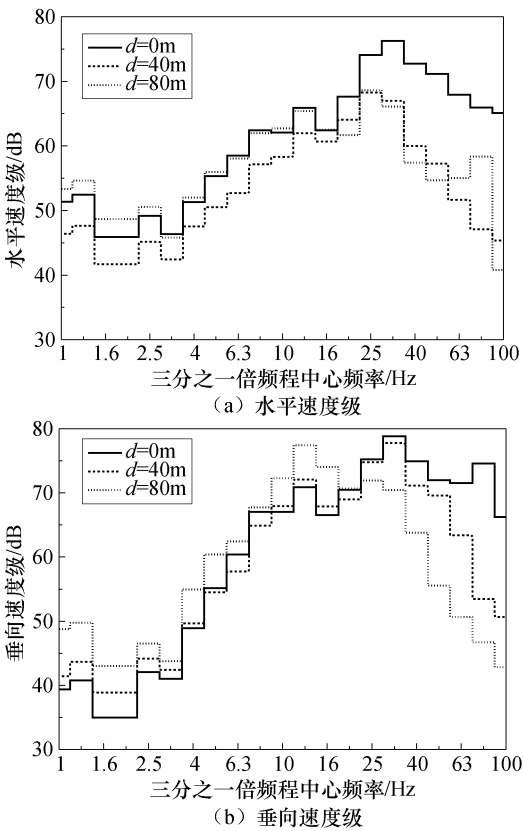 80
70
60
50
40
30
水平速度级/dB
d=0m
d=40m
d=80m
1 1.6 2.5 4 6.3 10 16 25 40 63 100
三分之一倍频程中心频率/Hz
（a）水平速度级
80
70
60
50
40
30
垂向速度级/dB
d=0m
d=40m
d=80m
1 1.6 2.5 4 6.3 10 16 25 40 63 100
三分之一倍频程中心频率/Hz
（b）垂向速度级